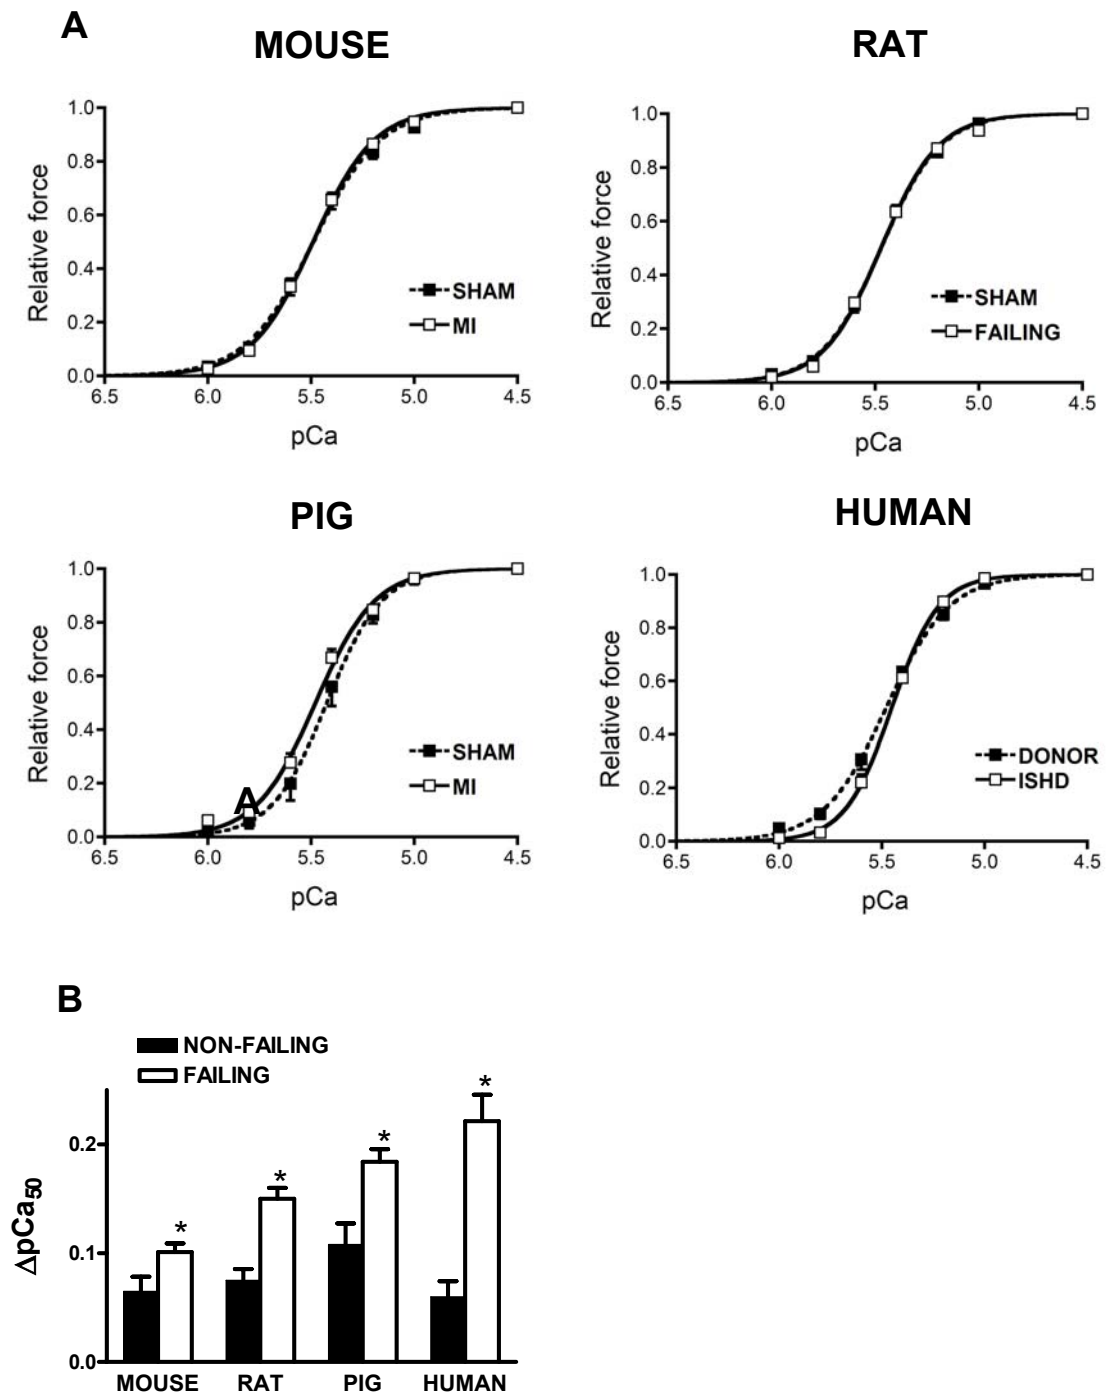 A
MOUSE
1.0
0.8
0.6
0.4
0.2
0.0
6.5 6.0 5.5 5.0 4.5
Relative force
pCa
SHAM
MI
RAT
1.0
0.8
0.6
0.4
0.2
0.0
6.5 6.0 5.5 5.0 4.5
Relative force
pCa
SHAM
FAILING
PIG
1.0
0.8
0.6
0.4
0.2
0.0
6.5 6.0 5.5 5.0 4.5
Relative force
pCa
SHAM
MI
A
HUMAN
1.0
0.8
0.6
0.4
0.2
0.0
6.5 6.0 5.5 5.0 4.5
Relative force
pCa
DONOR
ISHD
B
NON-FAILING
FAILING
0.2
0.1
0.0
ΔpCa50
* * * *
MOUSE RAT PIG HUMAN